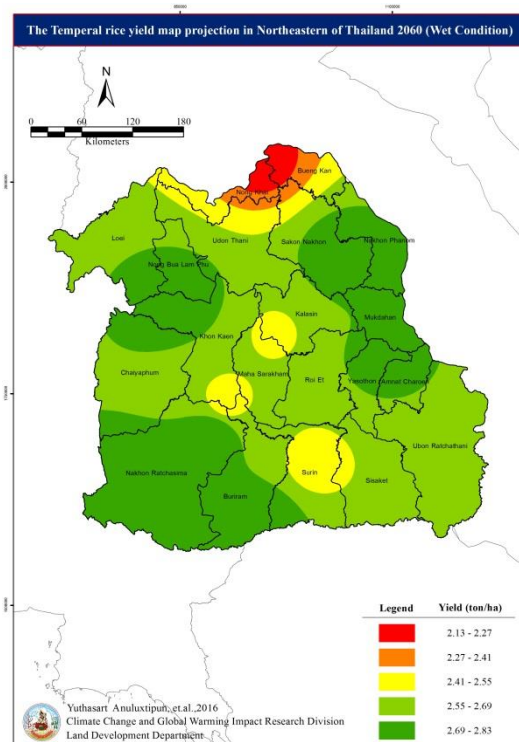 The Temperal rice yield map projection in Northeastern of Thailand 2060 (Wet Condition)
N
0 60 120 180
Kilometers
Bueng Kan
Nong Khai
Loei
Udon Thani
Sakon Nakhon
Nakhon Phanom
Nong Bua Lam Phu
Kalasin
Mukdahan
Khon Kaen
Chaiyaphum
Maha Sarakham
Roi Et
Yasothon
Amnat Charoen
Ubon Ratchathani
Nakhon Ratchasima
Buriram
Surin
Sisaket
Legend Yield (ton/ha)
2.13 - 2.27
2.27 - 2.41
2.41 - 2.55
2.55 - 2.69
2.69 - 2.83
Yuthasart Anuluxtipun, et.al.,2016
Climate Change and Global Warming Impact Research Division
Land Development Department